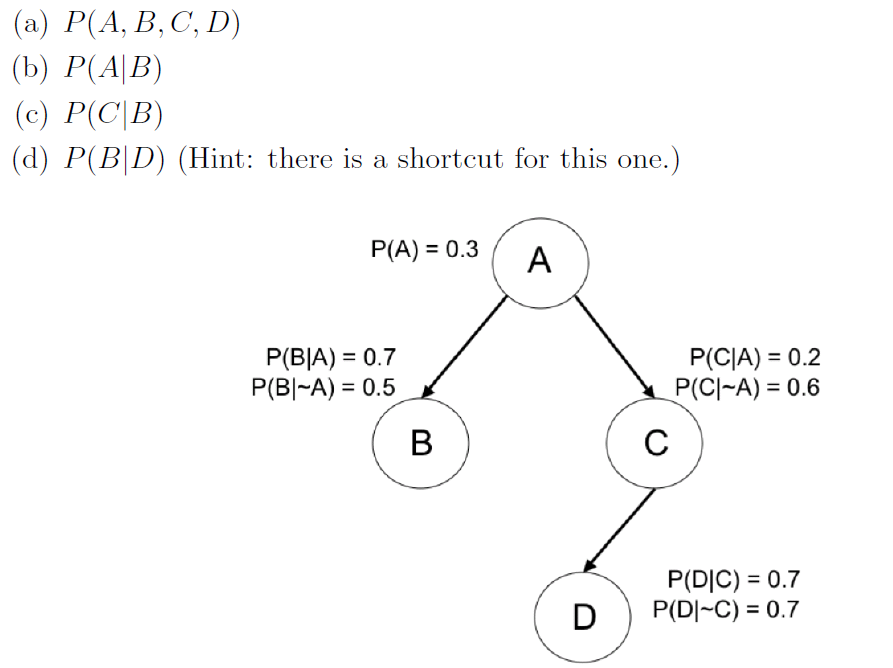 (a) P(A, B, C, D)
(b) P(A|B)
(c) P(C|B)
(d) P(B|D) (Hint: there is a shortcut for this one.)
P(A) = 0.3
A
P(B|A) = 0.7
P(B|~A) = 0.5
P(C|A) = 0.2
P(C|~A) = 0.6
B
C
P(D|C) = 0.7
P(D|~C) = 0.7
D